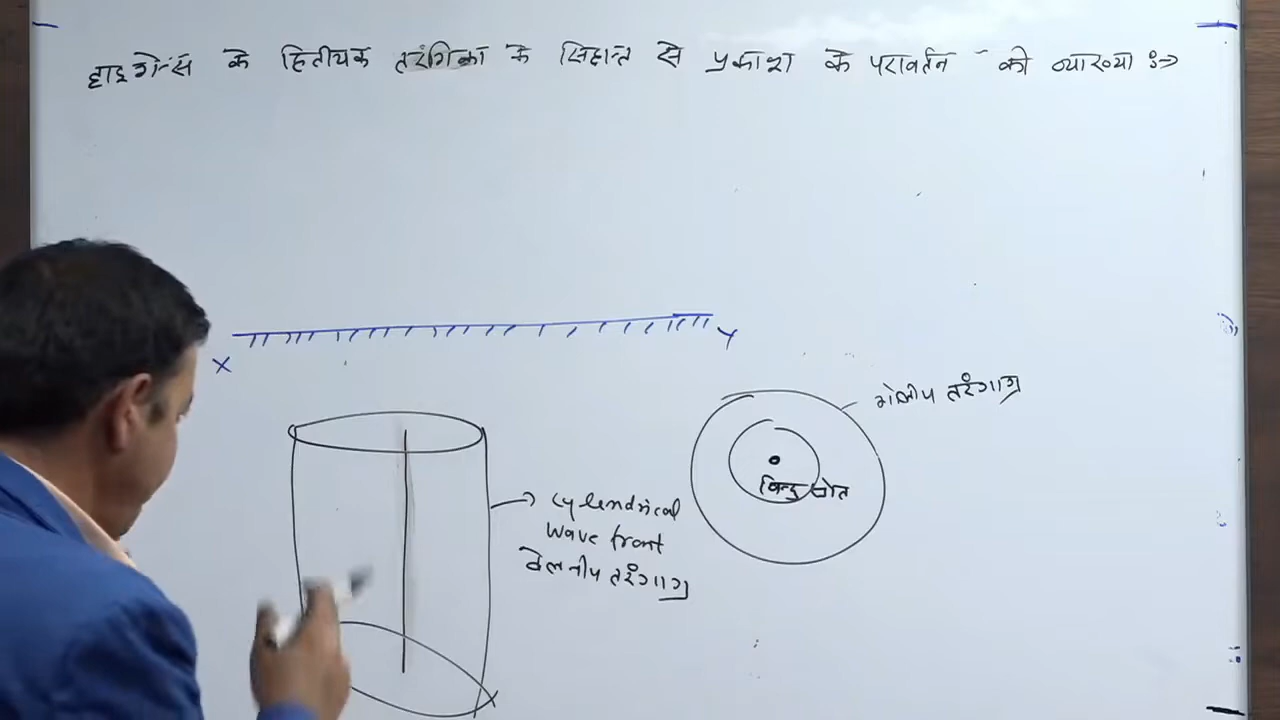 हाइगेन्स के द्वितीयक तरंगिका के सिद्धान्त से प्रकाश के परावर्तन की व्याख्या :->
X
Y
गोलीय तरंगाग्र
बिन्दु स्रोत
cylendrical
wave front
बेलनीय तरंगाग्र